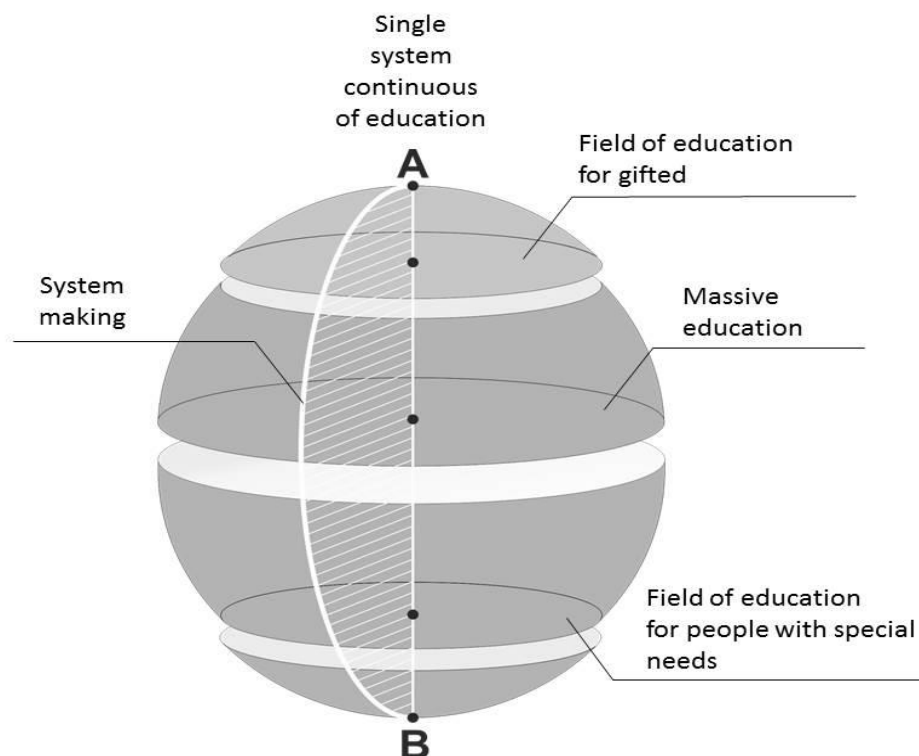 Single
system
continuous
of education
A
Field of education
for gifted
System
making
Massive
education
Field of education
for people with special
needs
B